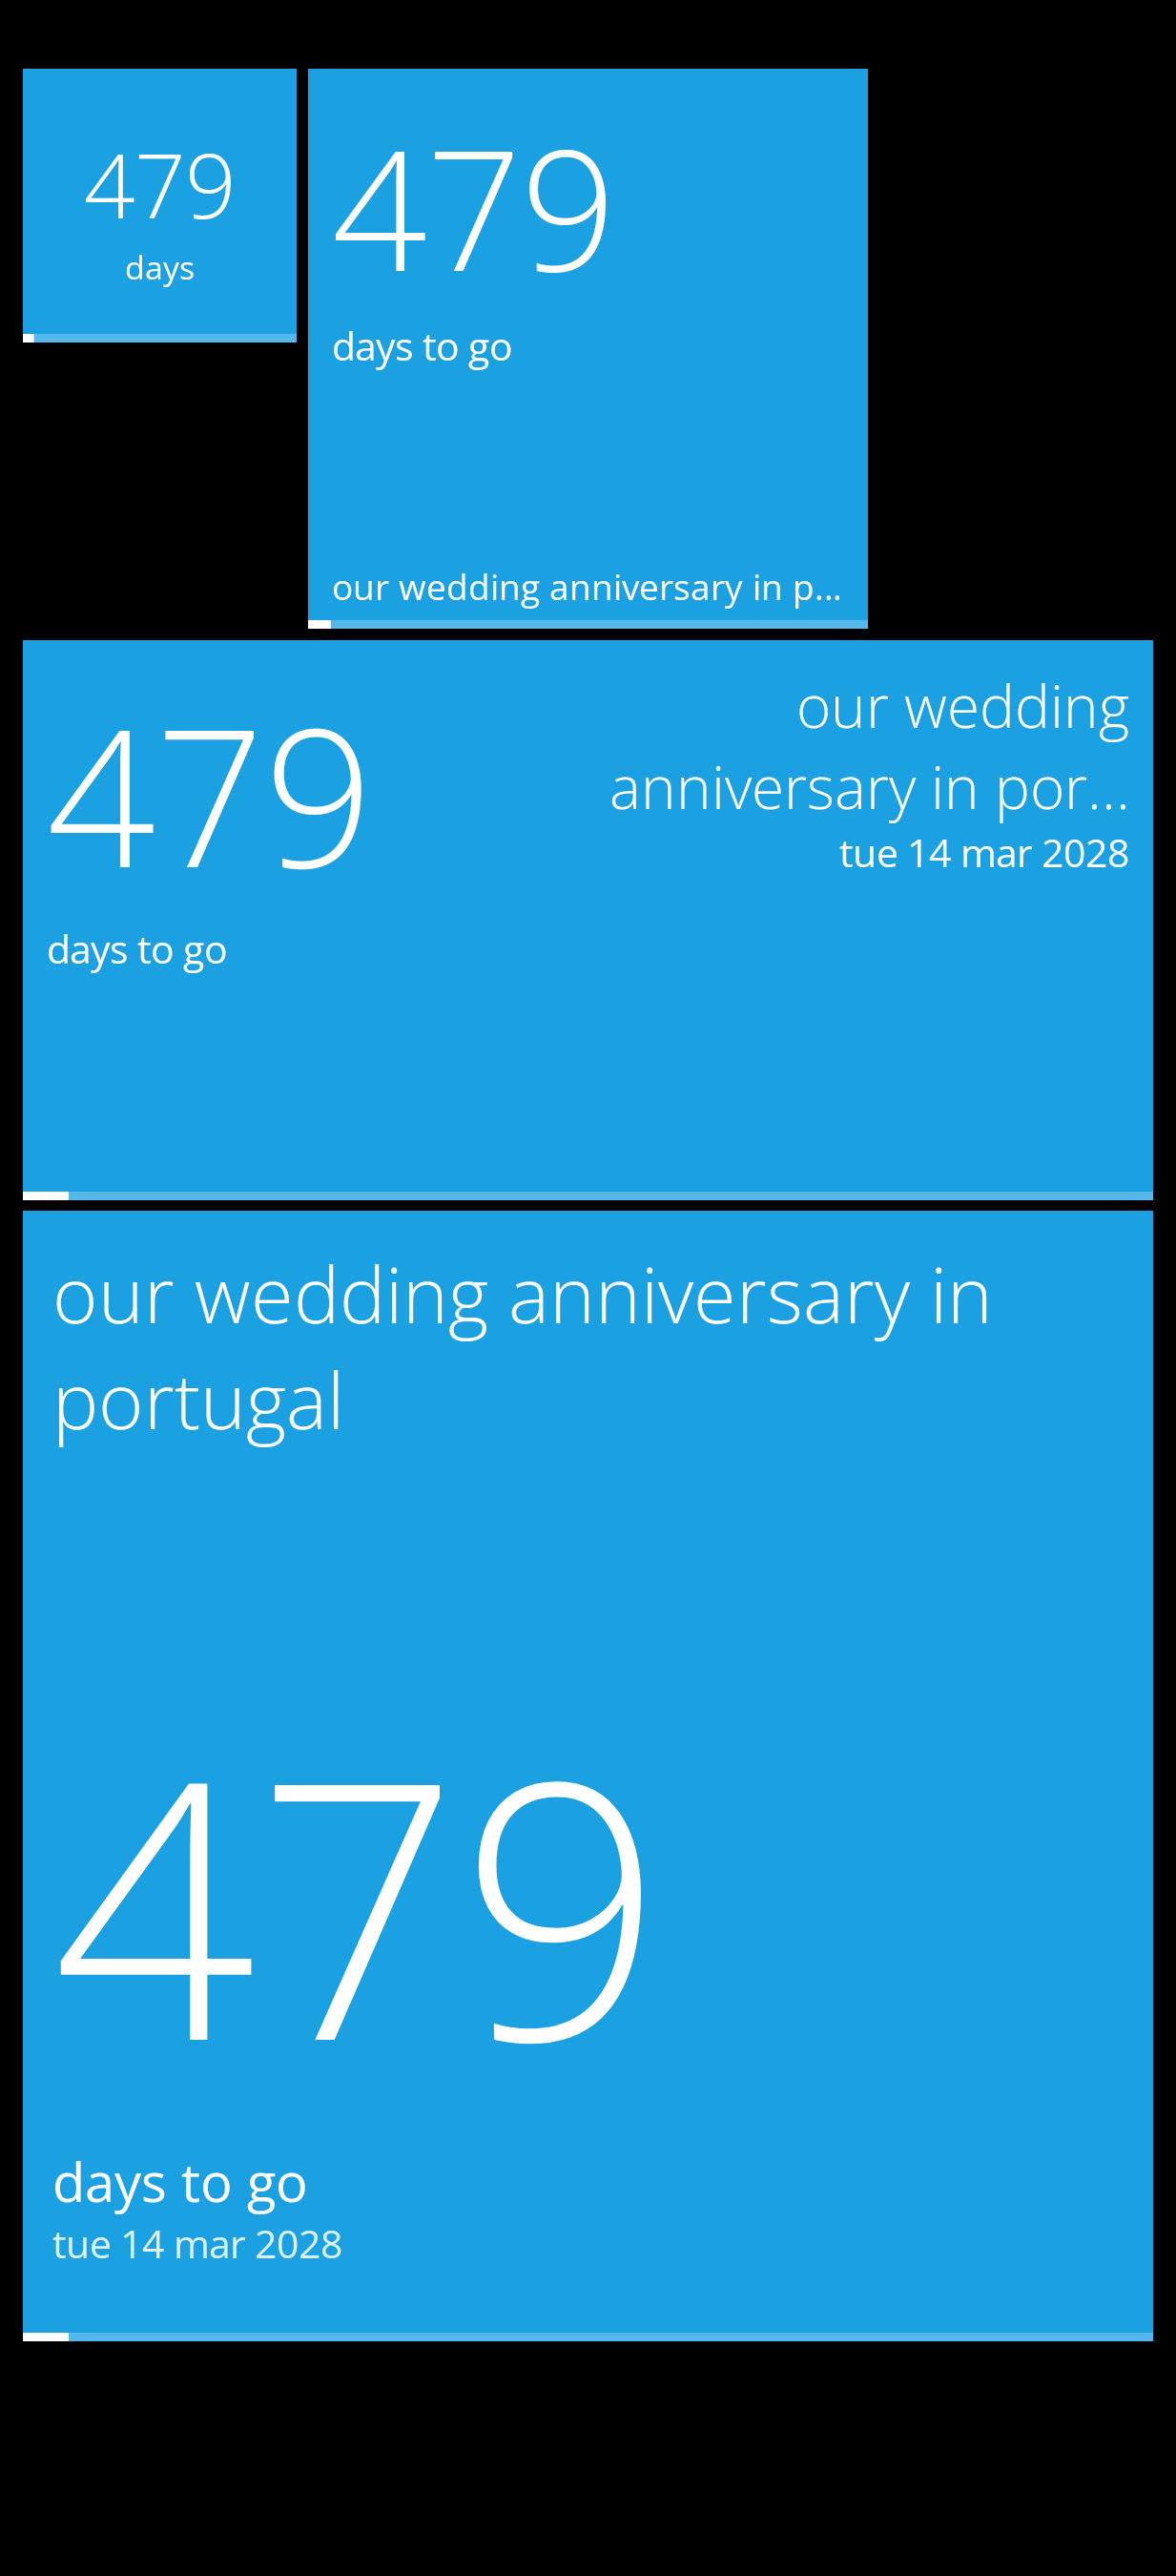 479
days
479
days to go
our wedding anniversary in p...
479
days to go
our wedding
anniversary in por...
tue 14 mar 2028
our wedding anniversary in
portugal
479
days to go
tue 14 mar 2028